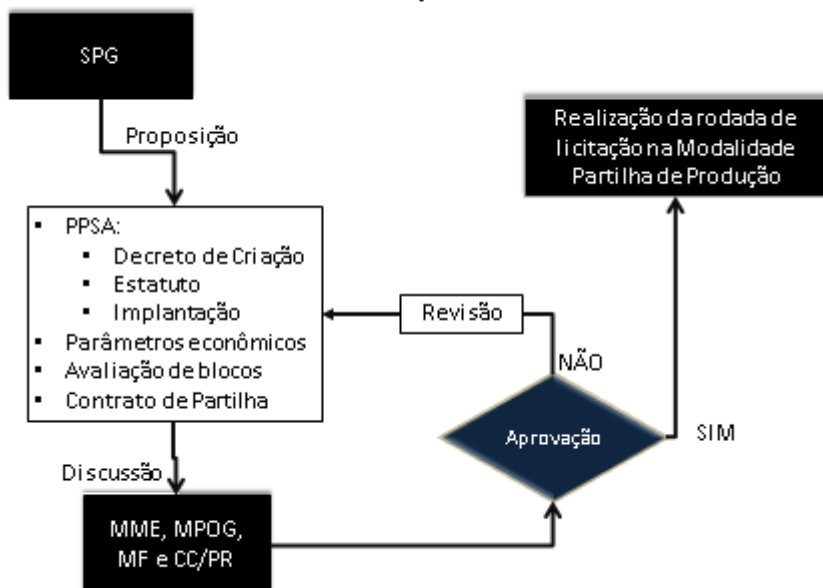 SPG
Proposição
Realização da rodada de
licitação na Modalidade
Partilha de Produção
▪ PPSA:
▪ Decreto de Criação
▪ Estatuto
▪ Implantação
▪ Parâmetros econômicos
▪ Avaliação de blocos
▪ Contrato de Partilha
Revisão
NÃO
Aprovação
SIM
Discussão
MME, MPOG,
MF e CC/PR